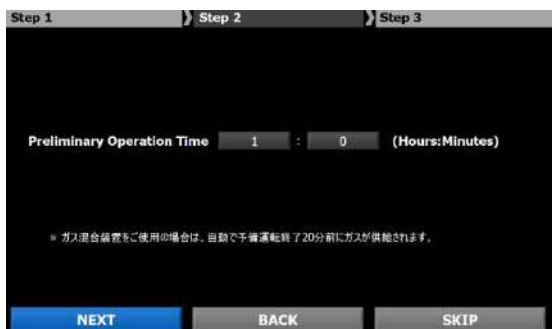 Step 1 Step 2 Step 3
Preliminary Operation Time 1 : 0 (Hours:Minutes)
※ ガス混合装置をご使用の場合は、自動で予備運転終了20分前にガスが供給されます。
NEXT BACK SKIP